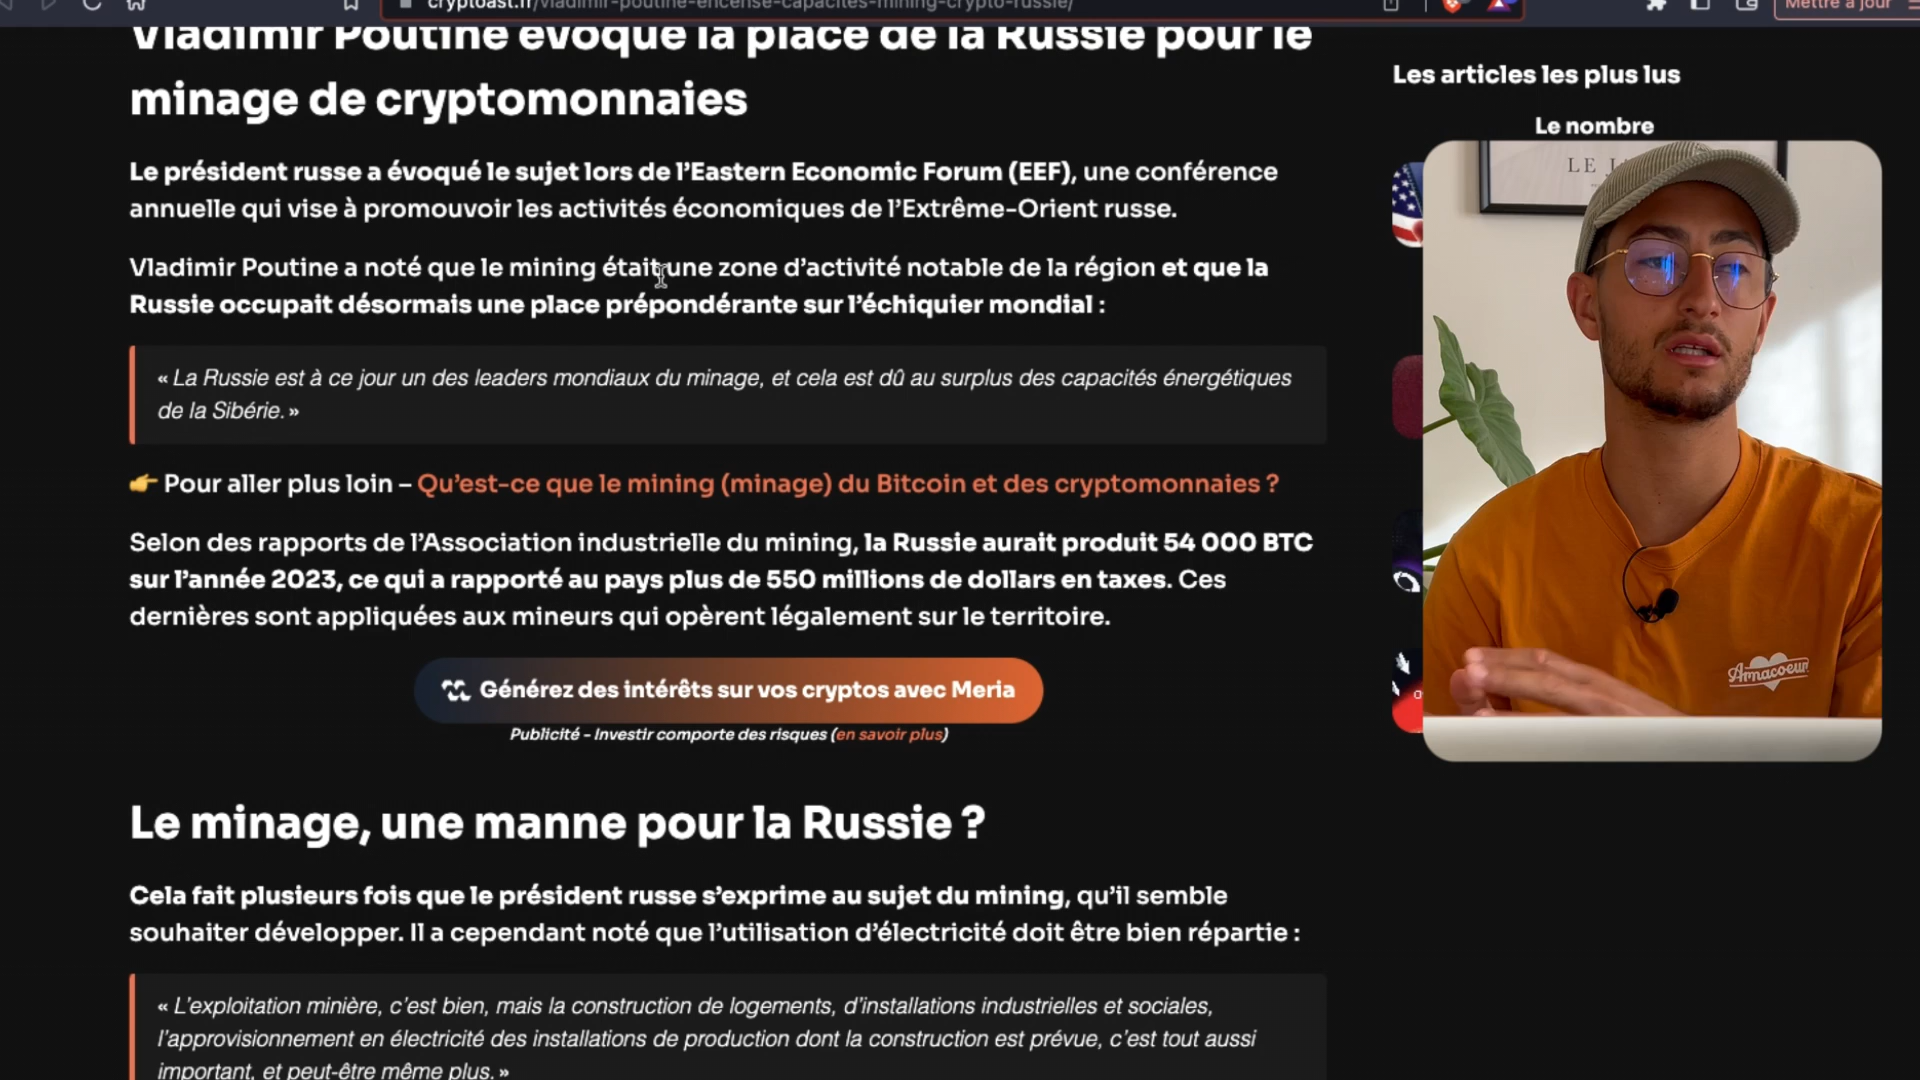 cryptoast.fr/vladimir-poutine-encense-capacites-mining-crypto-russie/
Mettre à jour
Vladimir Poutine évoque la place de la Russie pour le
minage de cryptomonnaies
Le président russe a évoqué le sujet lors de l’Eastern Economic Forum (EEF), une conférence
annuelle qui vise à promouvoir les activités économiques de l’Extrême-Orient russe.
Vladimir Poutine a noté que le mining était une zone d’activité notable de la région et que la
Russie occupait désormais une place prépondérante sur l’échiquier mondial :
« La Russie est à ce jour un des leaders mondiaux du minage, et cela est dû au surplus des capacités énergétiques
de la Sibérie. »
👉 Pour aller plus loin – Qu’est-ce que le mining (minage) du Bitcoin et des cryptomonnaies ?
Selon des rapports de l’Association industrielle du mining, la Russie aurait produit 54 000 BTC
sur l’année 2023, ce qui a rapporté au pays plus de 550 millions de dollars en taxes. Ces
dernières sont appliquées aux mineurs qui opèrent légalement sur le territoire.
Générez des intérêts sur vos cryptos avec Meria
Publicité - Investir comporte des risques (en savoir plus)
Le minage, une manne pour la Russie ?
Cela fait plusieurs fois que le président russe s’exprime au sujet du mining, qu’il semble
souhaiter développer. Il a cependant noté que l’utilisation d’électricité doit être bien répartie :
« L’exploitation minière, c’est bien, mais la construction de logements, d’installations industrielles et sociales,
l’approvisionnement en électricité des installations de production dont la construction est prévue, c’est tout aussi
important, et peut-être même plus. »
Les articles les plus lus
Le nombre
LE
Arnacoeur